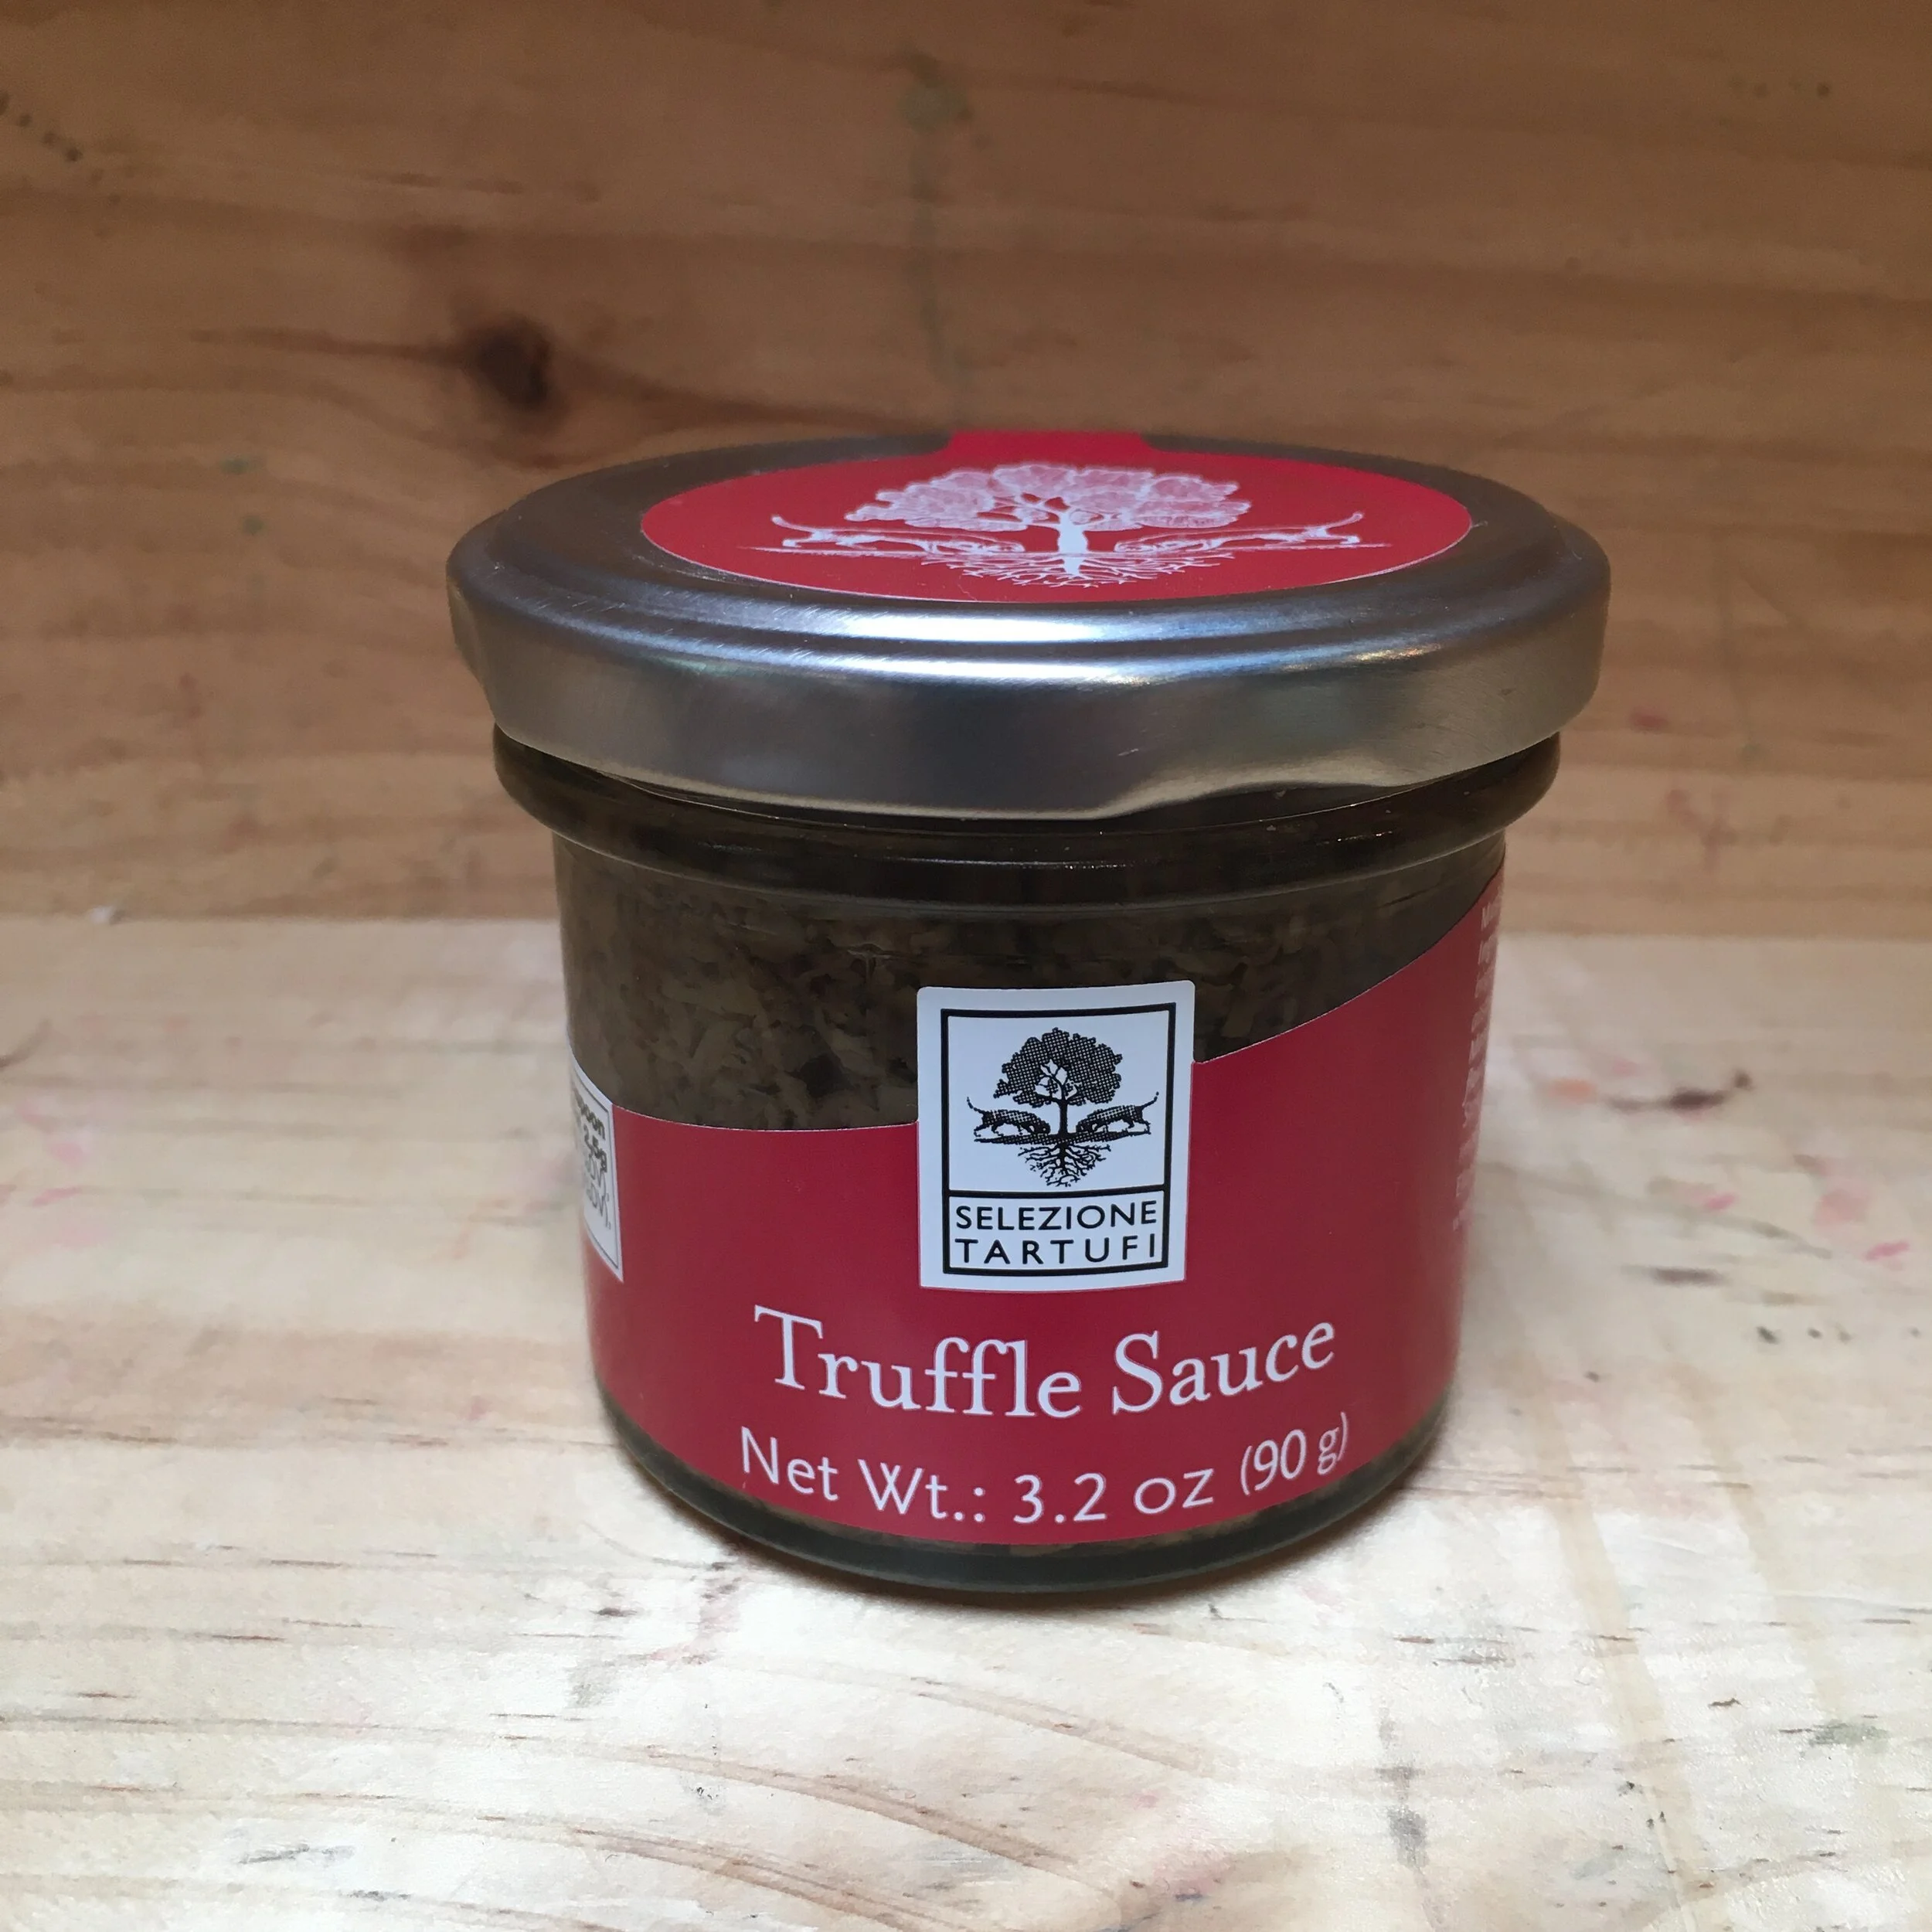 SELEZIONE
TARTUFI
Truffle Sauce
Net Wt.: 3.2 oz (90 g)